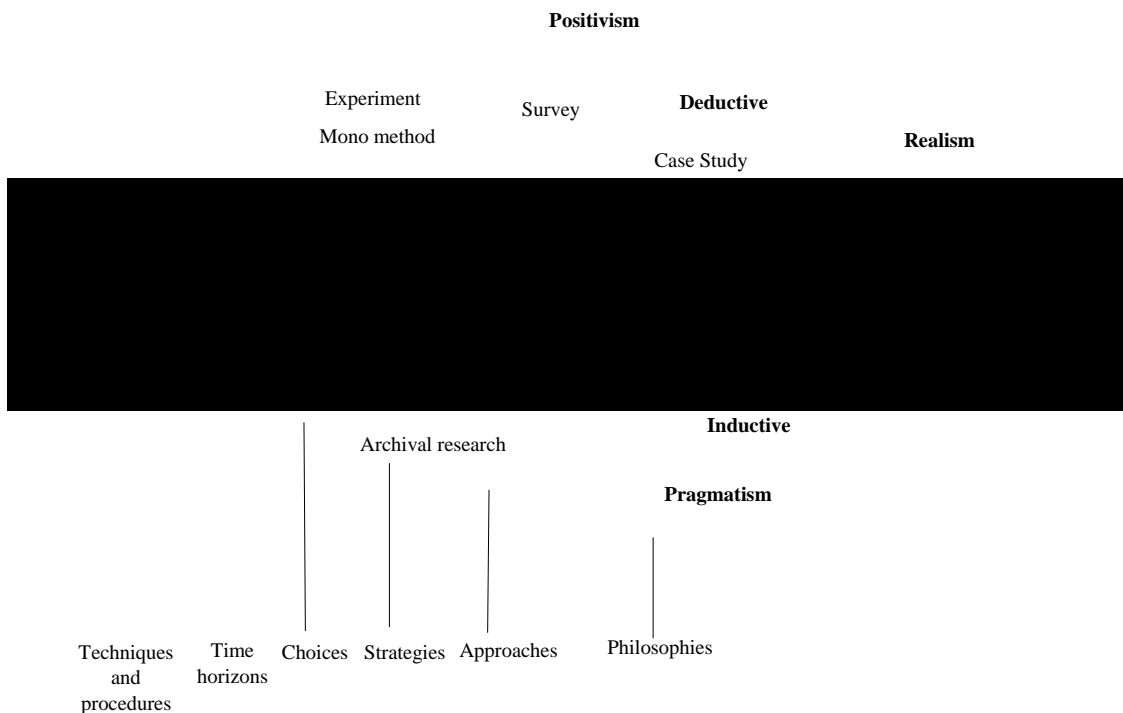 Positivism
Experiment
Survey
Deductive
Mono method
Realism
Case Study
Inductive
Archival research
Pragmatism
Techniques
and
procedures
Time
horizons
Choices
Strategies
Approaches
Philosophies